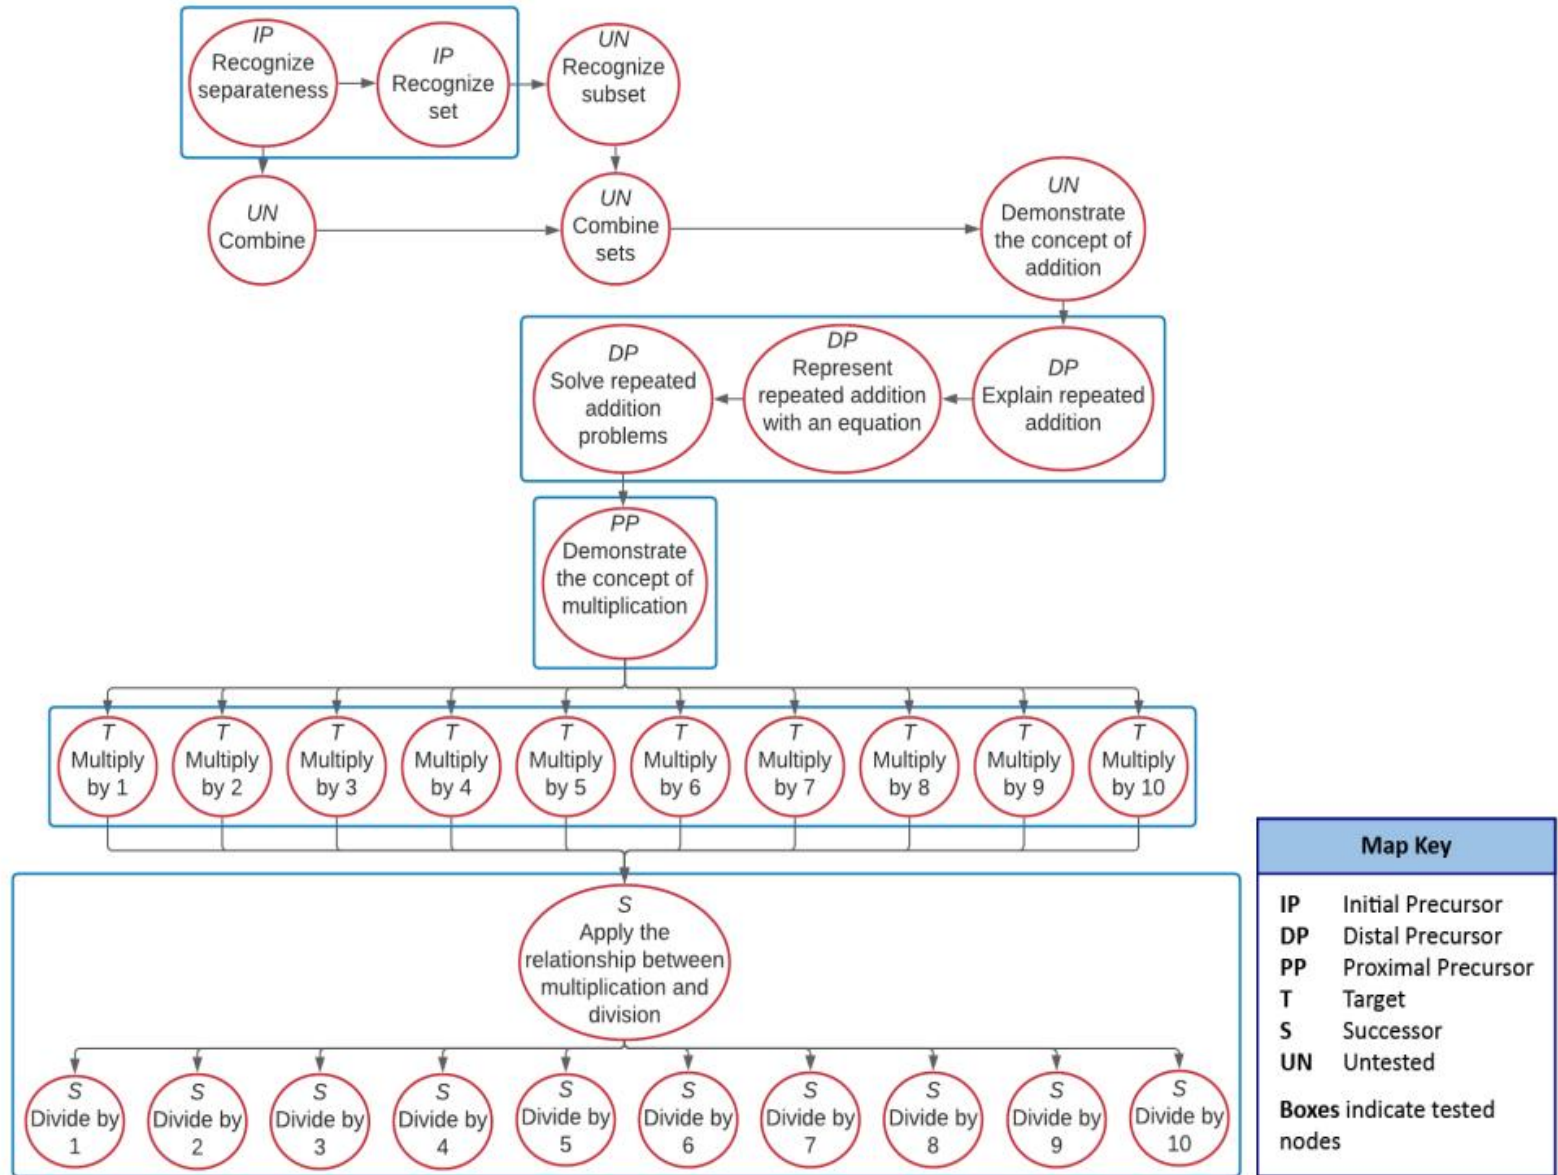 IP
Recognize
separateness
IP
Recognize
set
UN
Recognize
subset
UN
Combine
UN
Combine
sets
UN
Demonstrate
the concept of
addition
DP
Solve repeated
addition
problems
DP
Represent
repeated addition
with an equation
DP
Explain repeated
addition
PP
Demonstrate
the concept of
multiplication
T
Multiply
by 1
T
Multiply
by 2
T
Multiply
by 3
T
Multiply
by 4
T
Multiply
by 5
T
Multiply
by 6
T
Multiply
by 7
T
Multiply
by 8
T
Multiply
by 9
T
Multiply
by 10
S
Apply the
relationship between
multiplication and
division
S
Divide by
1
S
Divide by
2
S
Divide by
3
S
Divide by
4
S
Divide by
5
S
Divide by
6
S
Divide by
7
S
Divide by
8
S
Divide by
9
S
Divide by
10
Map Key
IP Initial Precursor
DP Distal Precursor
PP Proximal Precursor
T Target
S Successor
UN Untested
Boxes indicate tested
nodes